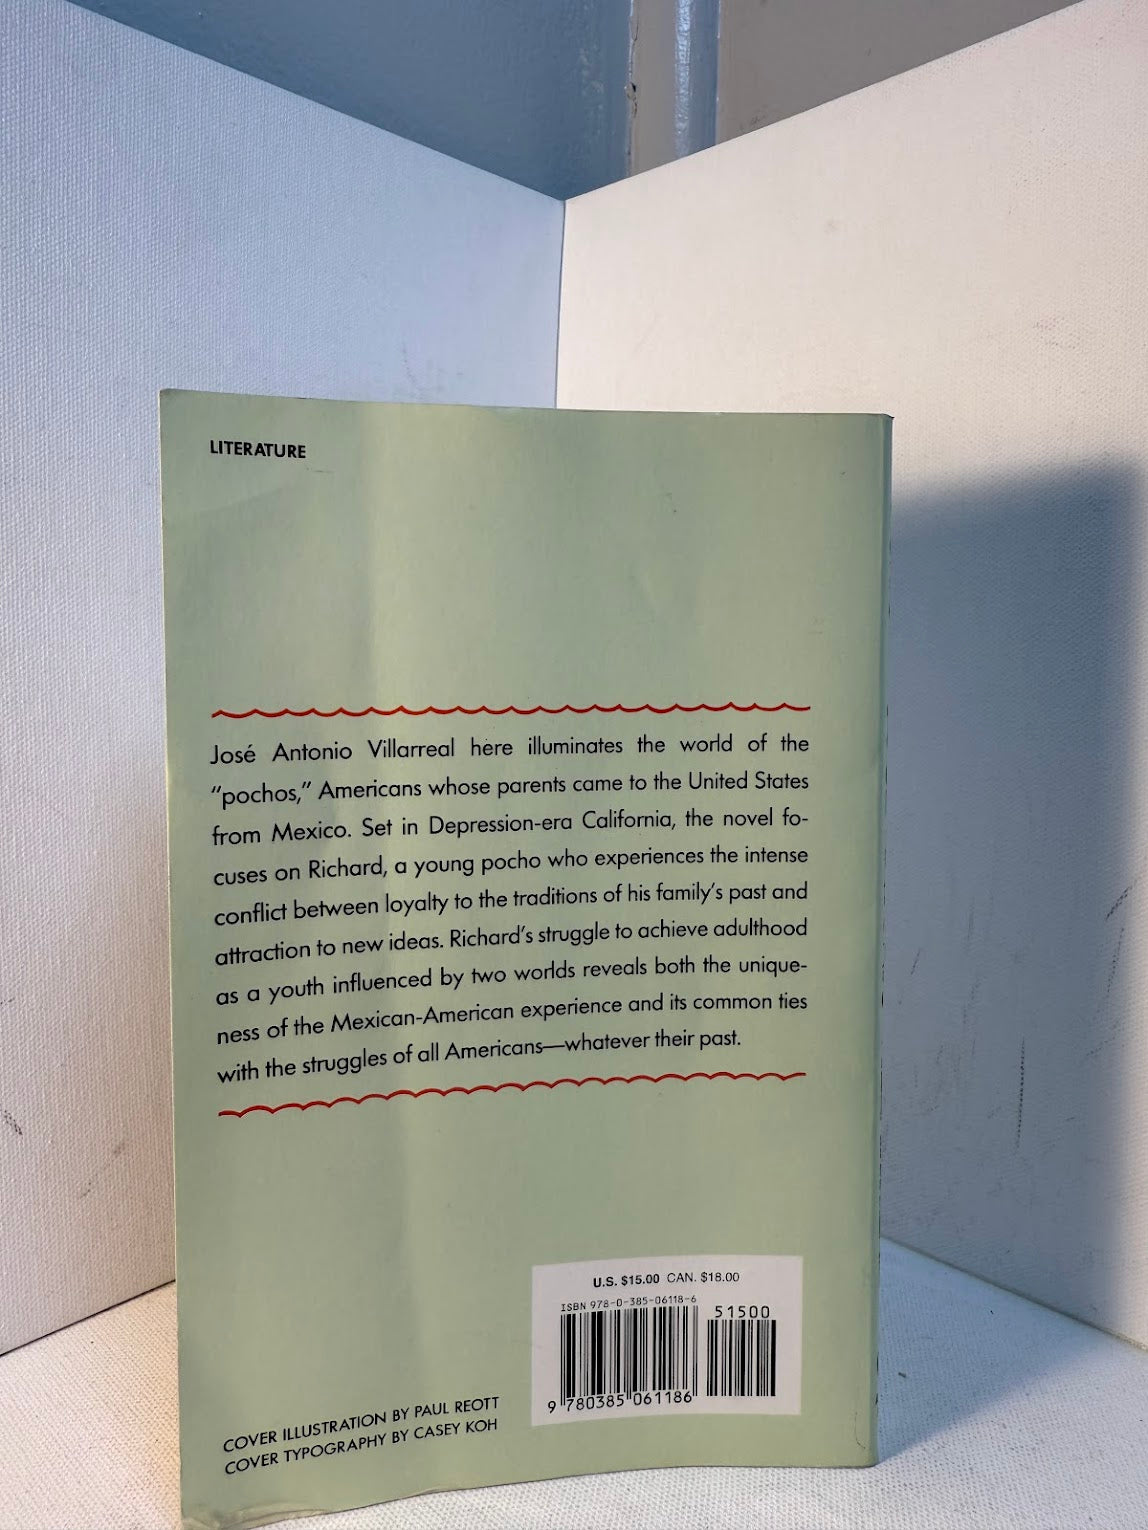 LITERATURE
José Antonio Villarreal here illuminates the world of the
“pochos,” Americans whose parents came to the United States
from Mexico. Set in Depression-era California, the novel fo-
cuses on Richard, a young pocho who experiences the intense
conflict between loyalty to the traditions of his family’s past and
attraction to new ideas. Richard’s struggle to achieve adulthood
as a youth influenced by two worlds reveals both the unique-
ness of the Mexican-American experience and its common ties
with the struggles of all Americans—whatever their past.
U.S. $15.00 CAN. $18.00
ISBN 978-0-385-06118-6
51500
9 780385 061186
COVER ILLUSTRATION BY PAUL REOTT
COVER TYPOGRAPHY BY CASEY KOH